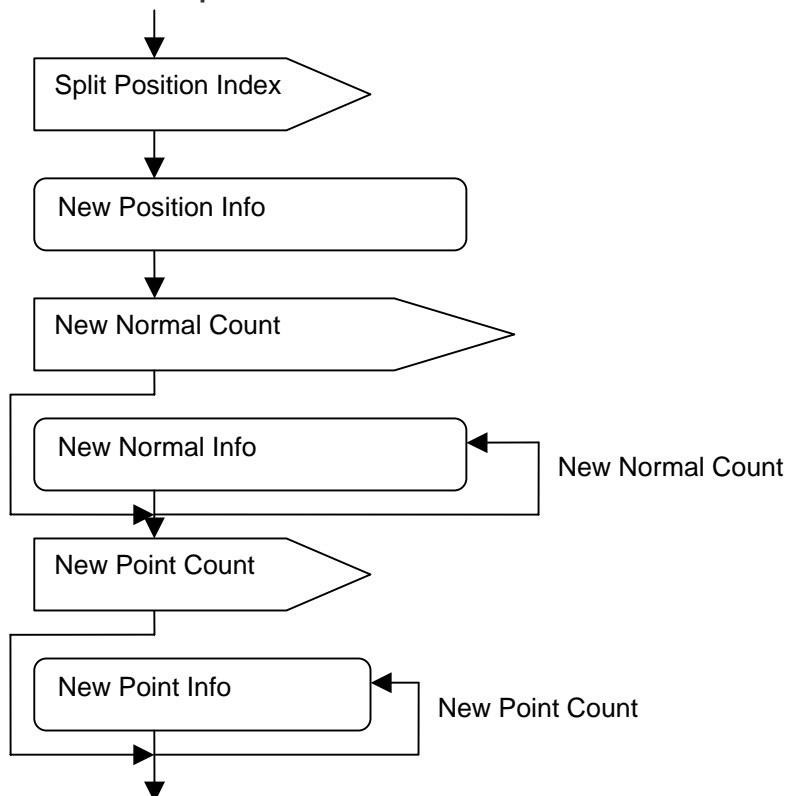 Split Position Index
New Position Info
New Normal Count
New Normal Info
New Normal Count
New Point Count
New Point Info
New Point Count